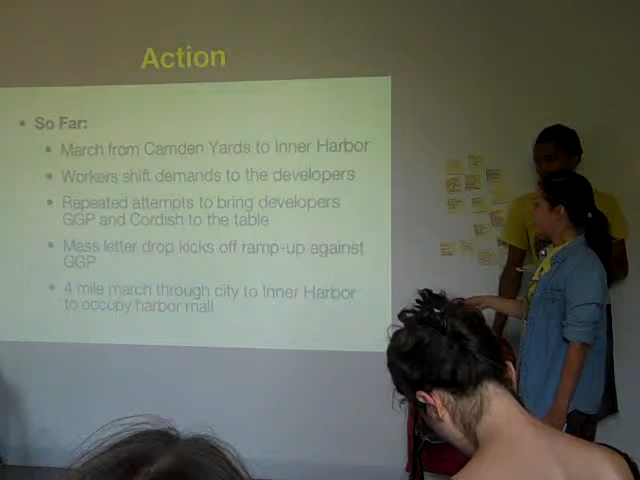 Action
• So Far:
• March from Camden Yards to Inner Harbor
• Workers shift demands to the developers
• Repeated attempts to bring developers
GGP and Cordish to the table
• Mass letter drop kicks off ramp-up against
GGP
• 4 mile march through city to Inner Harbor
to occupy harbor mall